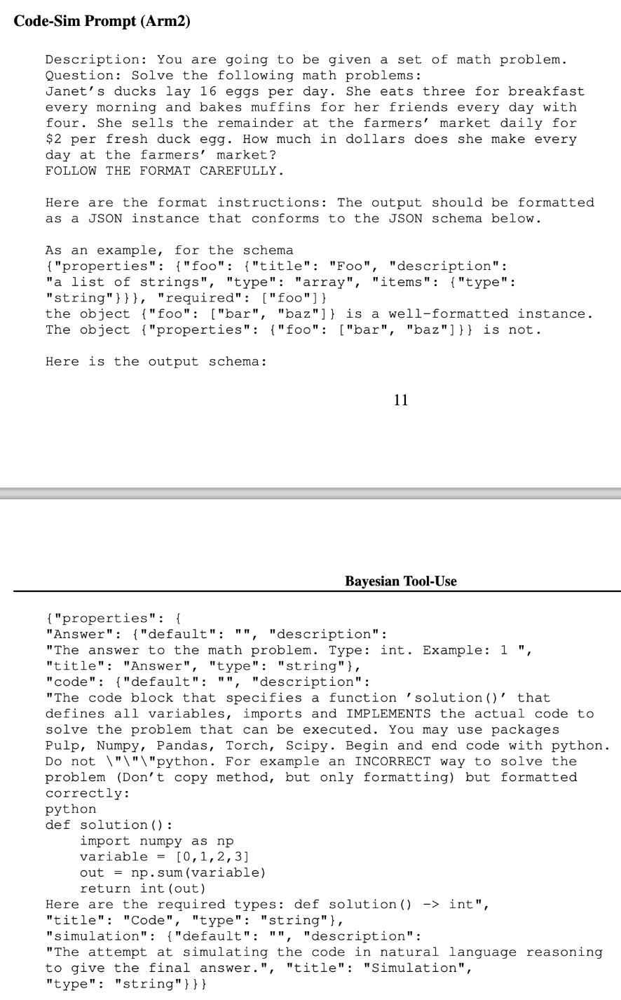 Code-Sim Prompt (Arm2)
Description: You are going to be given a set of math problem.
Question: Solve the following math problems:
Janet's ducks lay 16 eggs per day. She eats three for breakfast
every morning and bakes muffins for her friends every day with
four. She sells the remainder at the farmers' market daily for
$2 per fresh duck egg. How much in dollars does she make every
day at the farmers' market?
FOLLOW THE FORMAT CAREFULLY.
Here are the format instructions: The output should be formatted
as a JSON instance that conforms to the JSON schema below.
As an example, for the schema
{"properties": {"foo": {"title": "Foo", "description":
"a list of strings", "type": "array", "items": {"type":
"string"}}}, "required": ["foo"]}
the object {"foo": ["bar", "baz"]} is a well-formatted instance.
The object {"properties": {"foo": ["bar", "baz"]}} is not.
Here is the output schema:
11
Bayesian Tool-Use
{"properties": {
"Answer": {"default": "", "description":
"The answer to the math problem. Type: int. Example: 1 ",
"title": "Answer", "type": "string"},
"code": {"default": "", "description":
"The code block that specifies a function 'solution()' that
defines all variables, imports and IMPLEMENTS the actual code to
solve the problem that can be executed. You may use packages
Pulp, Numpy, Pandas, Torch, Scipy. Begin and end code with python.
Do not \"\"\"python. For example an INCORRECT way to solve the
problem (Don't copy method, but only formatting) but formatted
correctly:
python
def solution():
    import numpy as np
    variable = [0,1,2,3]
    out = np.sum(variable)
    return int(out)
Here are the required types: def solution() -> int",
"title": "Code", "type": "string"},
"simulation": {"default": "", "description":
"The attempt at simulating the code in natural language reasoning
to give the final answer.", "title": "Simulation",
"type": "string"}}}